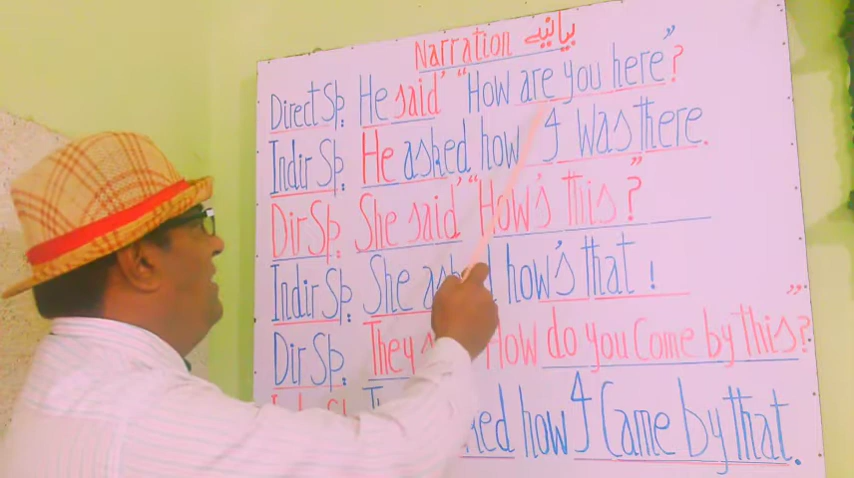 Narration بیانیے
Direct Sp. He said' "How are you here"?
Indir Sp. He asked how I was there.
Dir Sp. She said' "How's this"?
Indir Sp. She asked how's that !
Dir Sp. They How do you Come by this"?
how I Came by that.